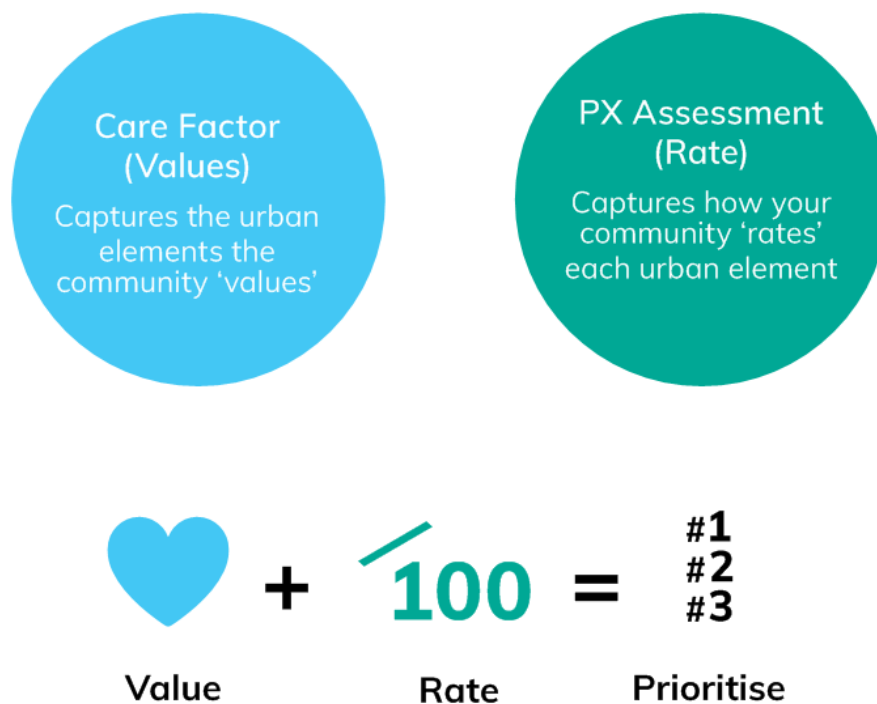 Care Factor
(Values)
Captures the urban
elements the
community ‘values’
PX Assessment
(Rate)
Captures how your
community ‘rates’
each urban element
+
/100
=
#1
#2
#3
Value
Rate
Prioritise